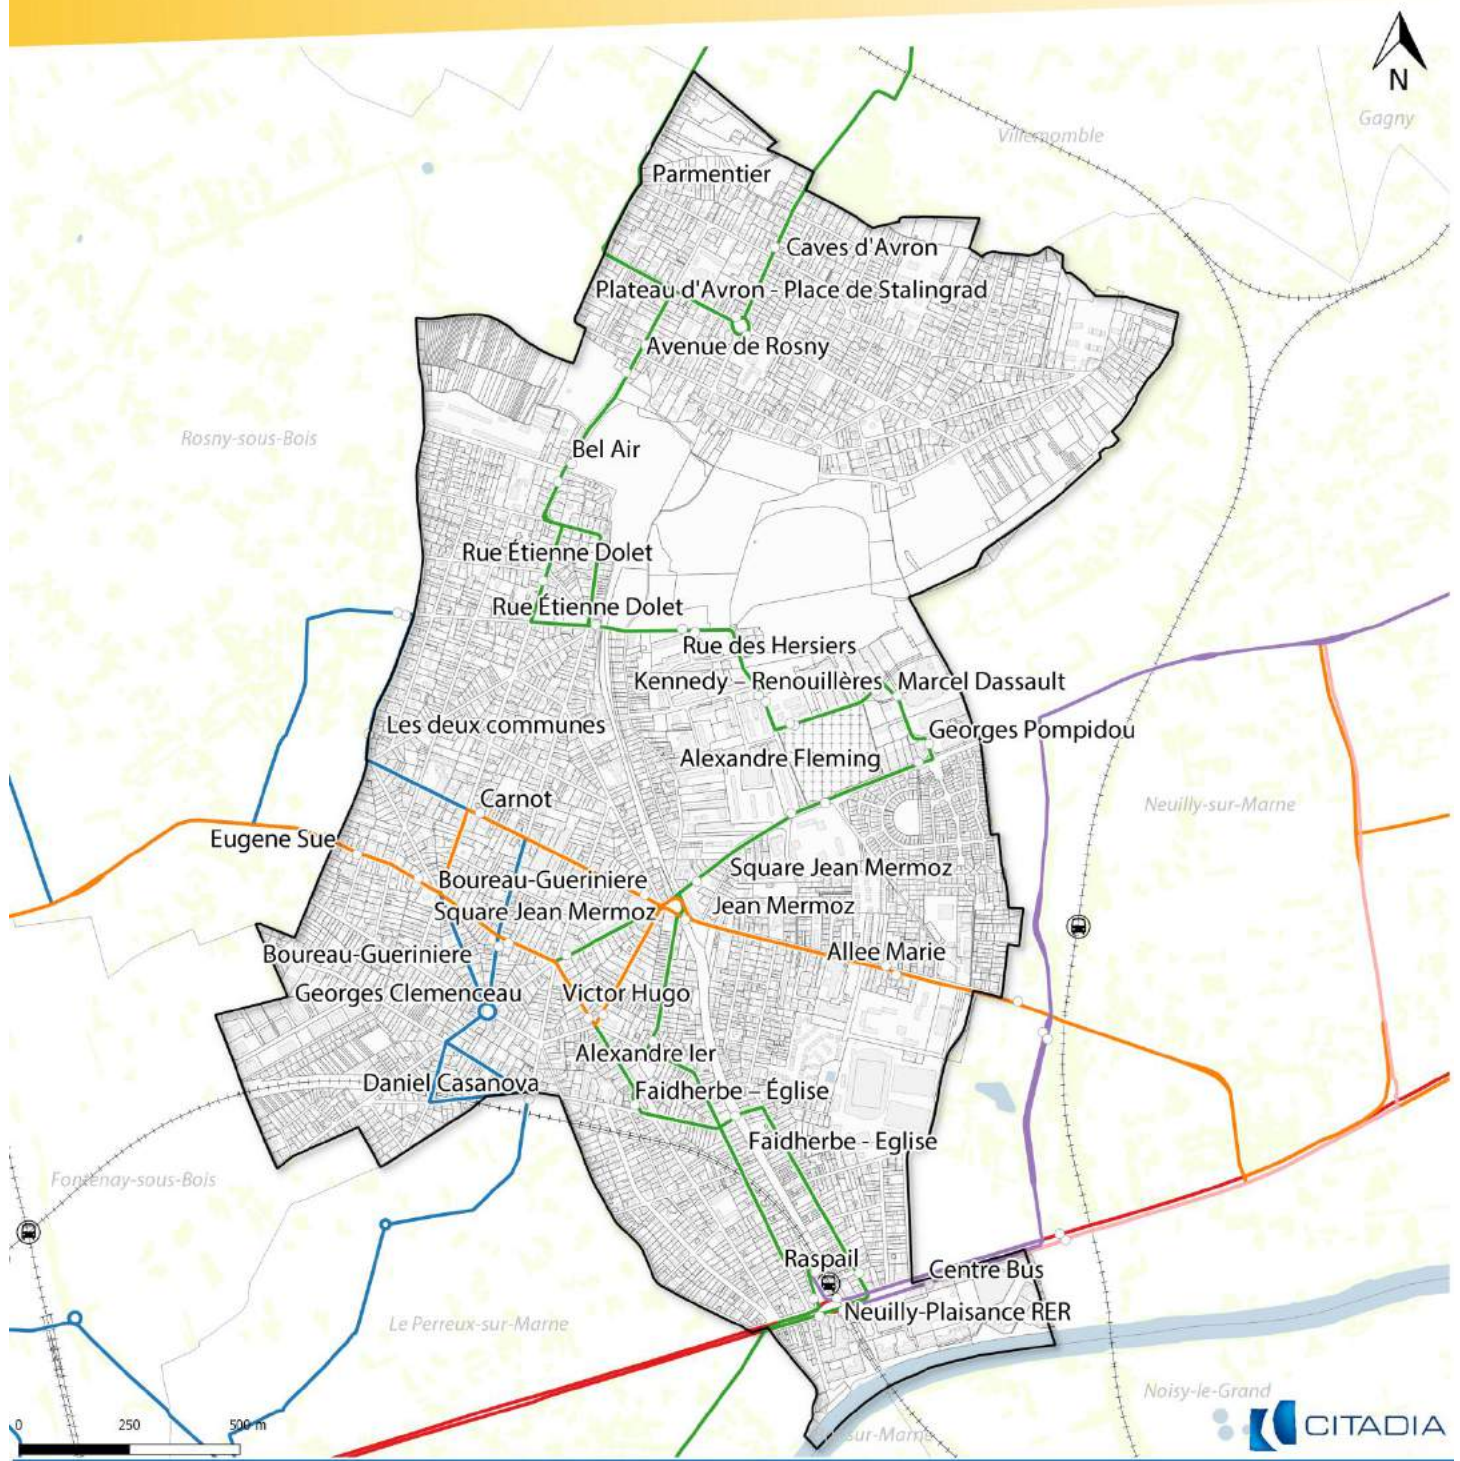 N
Gagny
Villemomble
Parmentier
Caves d'Avron
Plateau d'Avron - Place de Stalingrad
Avenue de Rosny
Rosny-sous-Bois
Bel Air
Rue Étienne Dolet
Rue Étienne Dolet
Rue des Hersiers
Kennedy – Renouillères
Marcel Dassault
Les deux communes
Georges Pompidou
Alexandre Fleming
Carnot
Neuilly-sur-Marne
Eugene Sue
Square Jean Mermoz
Boureau-Gueriniere
Square Jean Mermoz
Jean Mermoz
Boureau-Gueriniere
Allee Marie
Georges Clemenceau
Victor Hugo
Alexandre Ier
Daniel Casanova
Faidherbe – Église
Faidherbe - Eglise
Fontenay-sous-Bois
Raspail
Centre Bus
Neuilly-Plaisance RER
Le Perreux-sur-Marne
Noisy-le-Grand
sur-Marne
0 250 500 m
CITADIA